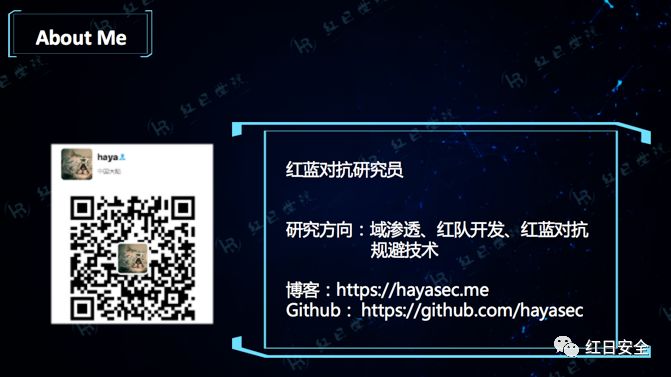 About Me
haya
中国大陆
红蓝对抗研究员
研究方向：域渗透、红队开发、红蓝对抗
规避技术
博客：https://hayasec.me
Github： https://github.com/hayasec
红日安全